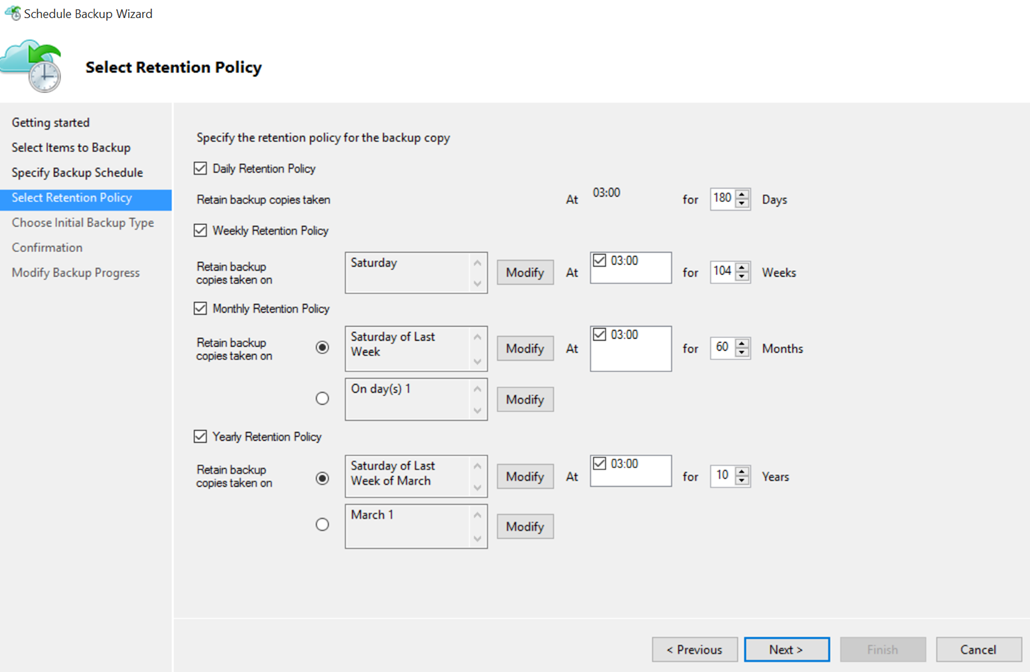 Schedule Backup Wizard
Select Retention Policy
Getting started
Select Items to Backup
Specify Backup Schedule
Select Retention Policy
Choose Initial Backup Type
Confirmation
Modify Backup Progress
Specify the retention policy for the backup copy
Daily Retention Policy
Retain backup copies taken At 03:00 for 180 Days
Weekly Retention Policy
Retain backup
copies taken on
Saturday
Modify At 03:00 for 104 Weeks
Monthly Retention Policy
Retain backup
copies taken on
Saturday of Last
Week
Modify At 03:00 for 60 Months
On day(s) 1
Modify
Yearly Retention Policy
Retain backup
copies taken on
Saturday of Last
Week of March
Modify At 03:00 for 10 Years
March 1
Modify
< Previous Next > Finish Cancel